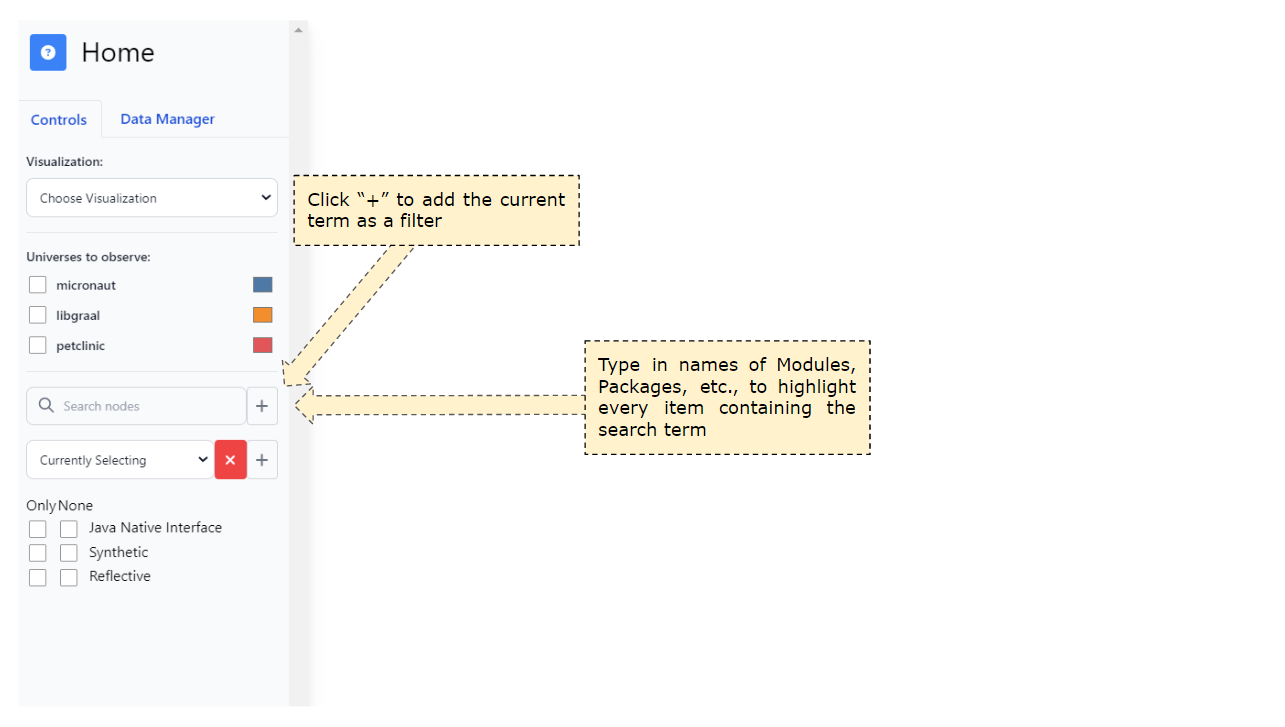 Home
Controls
Data Manager
Visualization:
Choose Visualization
Click “+” to add the current
term as a filter
Universes to observe:
micronaut
libgraal
petclinic
Type in names of Modules,
Packages, etc., to highlight
every item containing the
search term
Search nodes
+
Currently Selecting
+
Only None
Java Native Interface
Synthetic
Reflective